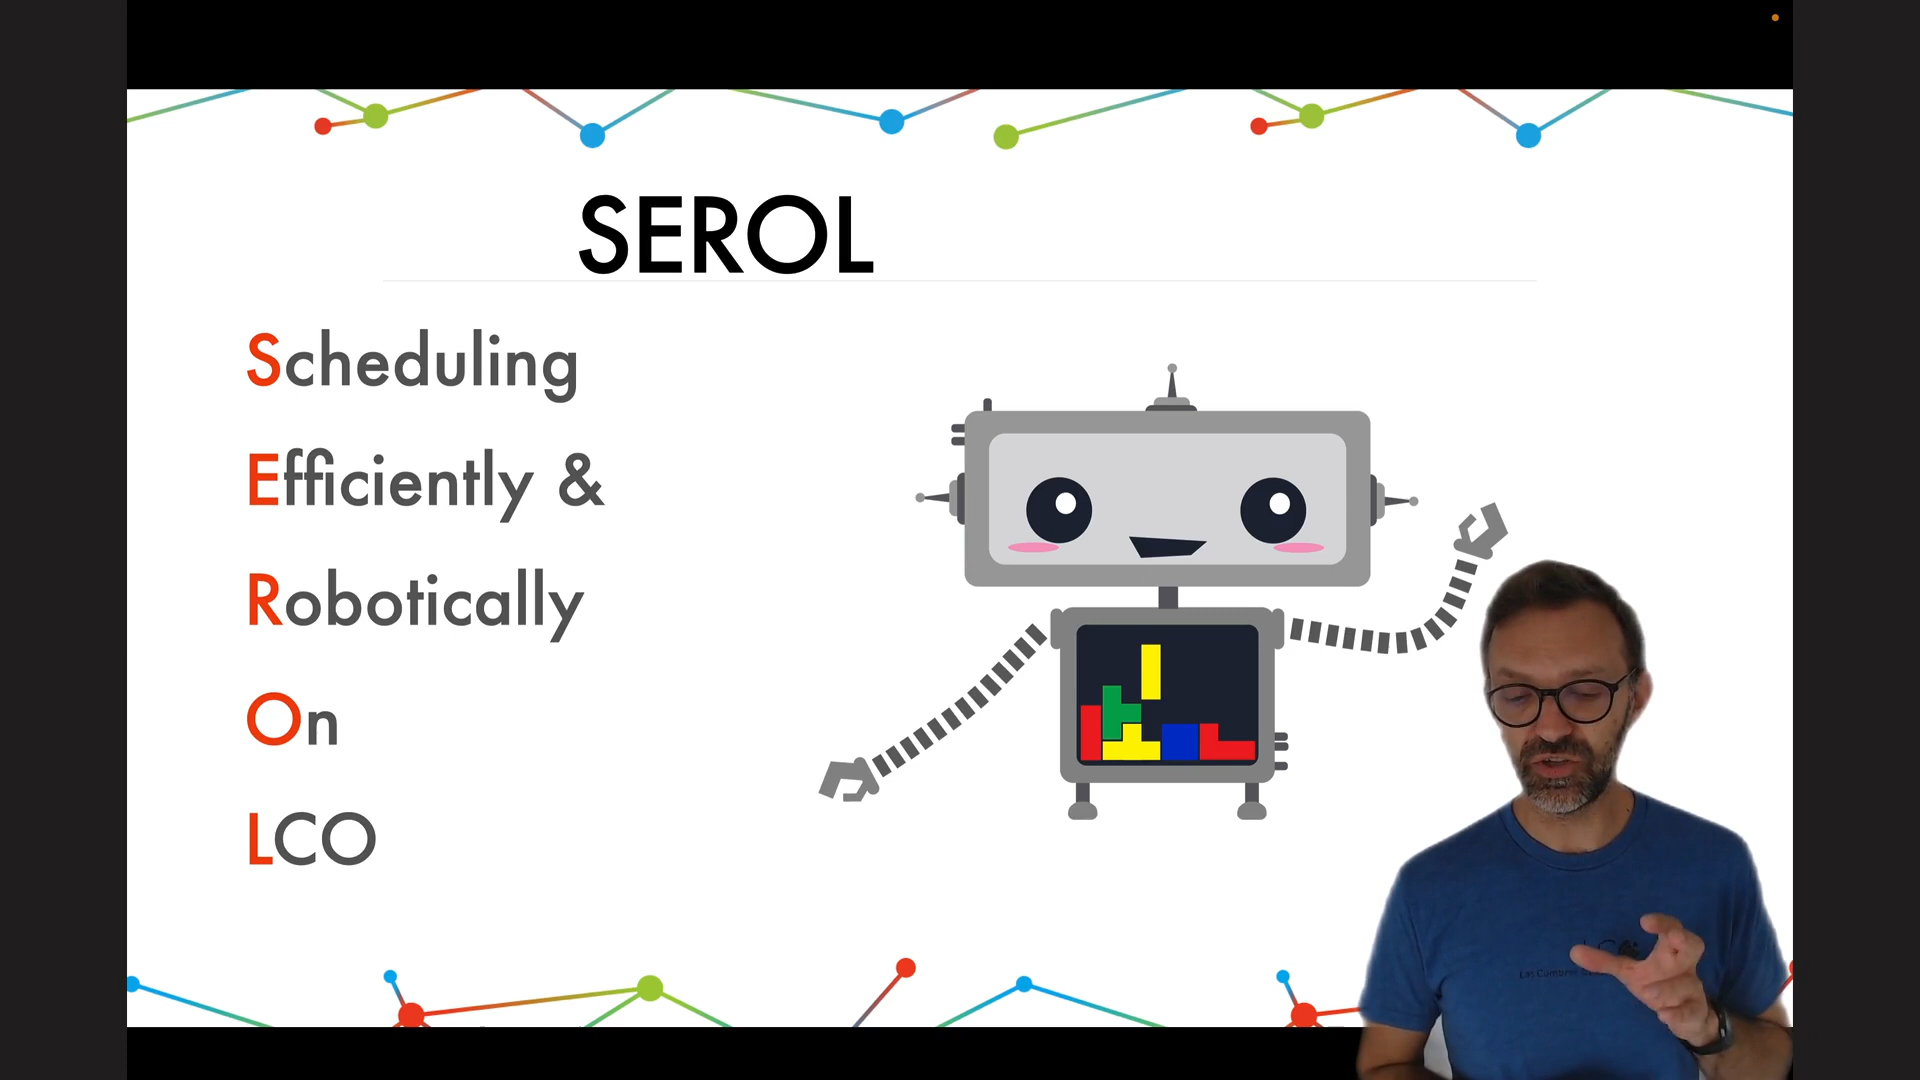 SEROL
Scheduling
Efficiently &
Robotically
On
LCO